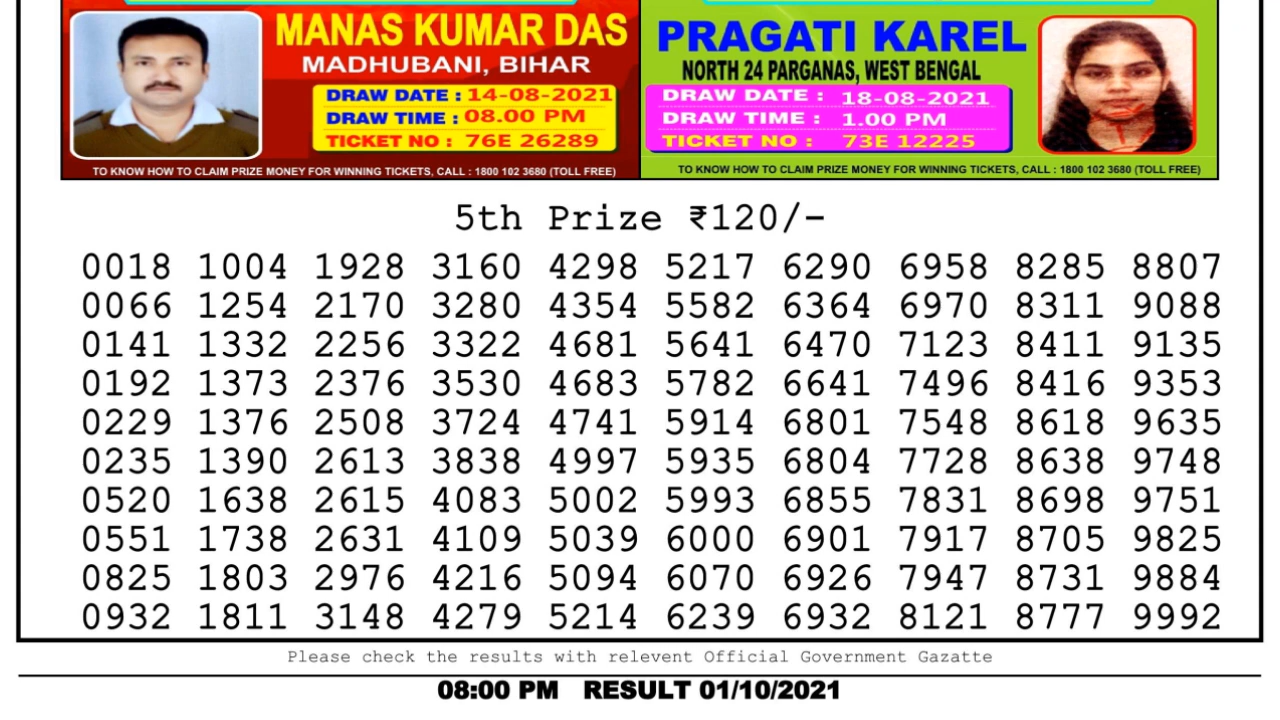 MANAS KUMAR DAS
MADHUBANI, BIHAR
DRAW DATE : 14-08-2021
DRAW TIME : 08.00 PM
TICKET NO : 76E 26289
TO KNOW HOW TO CLAIM PRIZE MONEY FOR WINNING TICKETS, CALL : 1800 102 3680 (TOLL FREE)
PRAGATI KAREL
NORTH 24 PARGANAS, WEST BENGAL
DRAW DATE : 18-08-2021
DRAW TIME : 1.00 PM
TICKET NO : 73E 12225
TO KNOW HOW TO CLAIM PRIZE MONEY FOR WINNING TICKETS, CALL : 1800 102 3680 (TOLL FREE)
5th Prize ₹120/-
0018 1004 1928 3160 4298 5217 6290 6958 8285 8807
0066 1254 2170 3280 4354 5582 6364 6970 8311 9088
0141 1332 2256 3322 4681 5641 6470 7123 8411 9135
0192 1373 2376 3530 4683 5782 6641 7496 8416 9353
0229 1376 2508 3724 4741 5914 6801 7548 8618 9635
0235 1390 2613 3838 4997 5935 6804 7728 8638 9748
0520 1638 2615 4083 5002 5993 6855 7831 8698 9751
0551 1738 2631 4109 5039 6000 6901 7917 8705 9825
0825 1803 2976 4216 5094 6070 6926 7947 8731 9884
0932 1811 3148 4279 5214 6239 6932 8121 8777 9992
Please check the results with relevent Official Government Gazatte
08:00 PM RESULT 01/10/2021